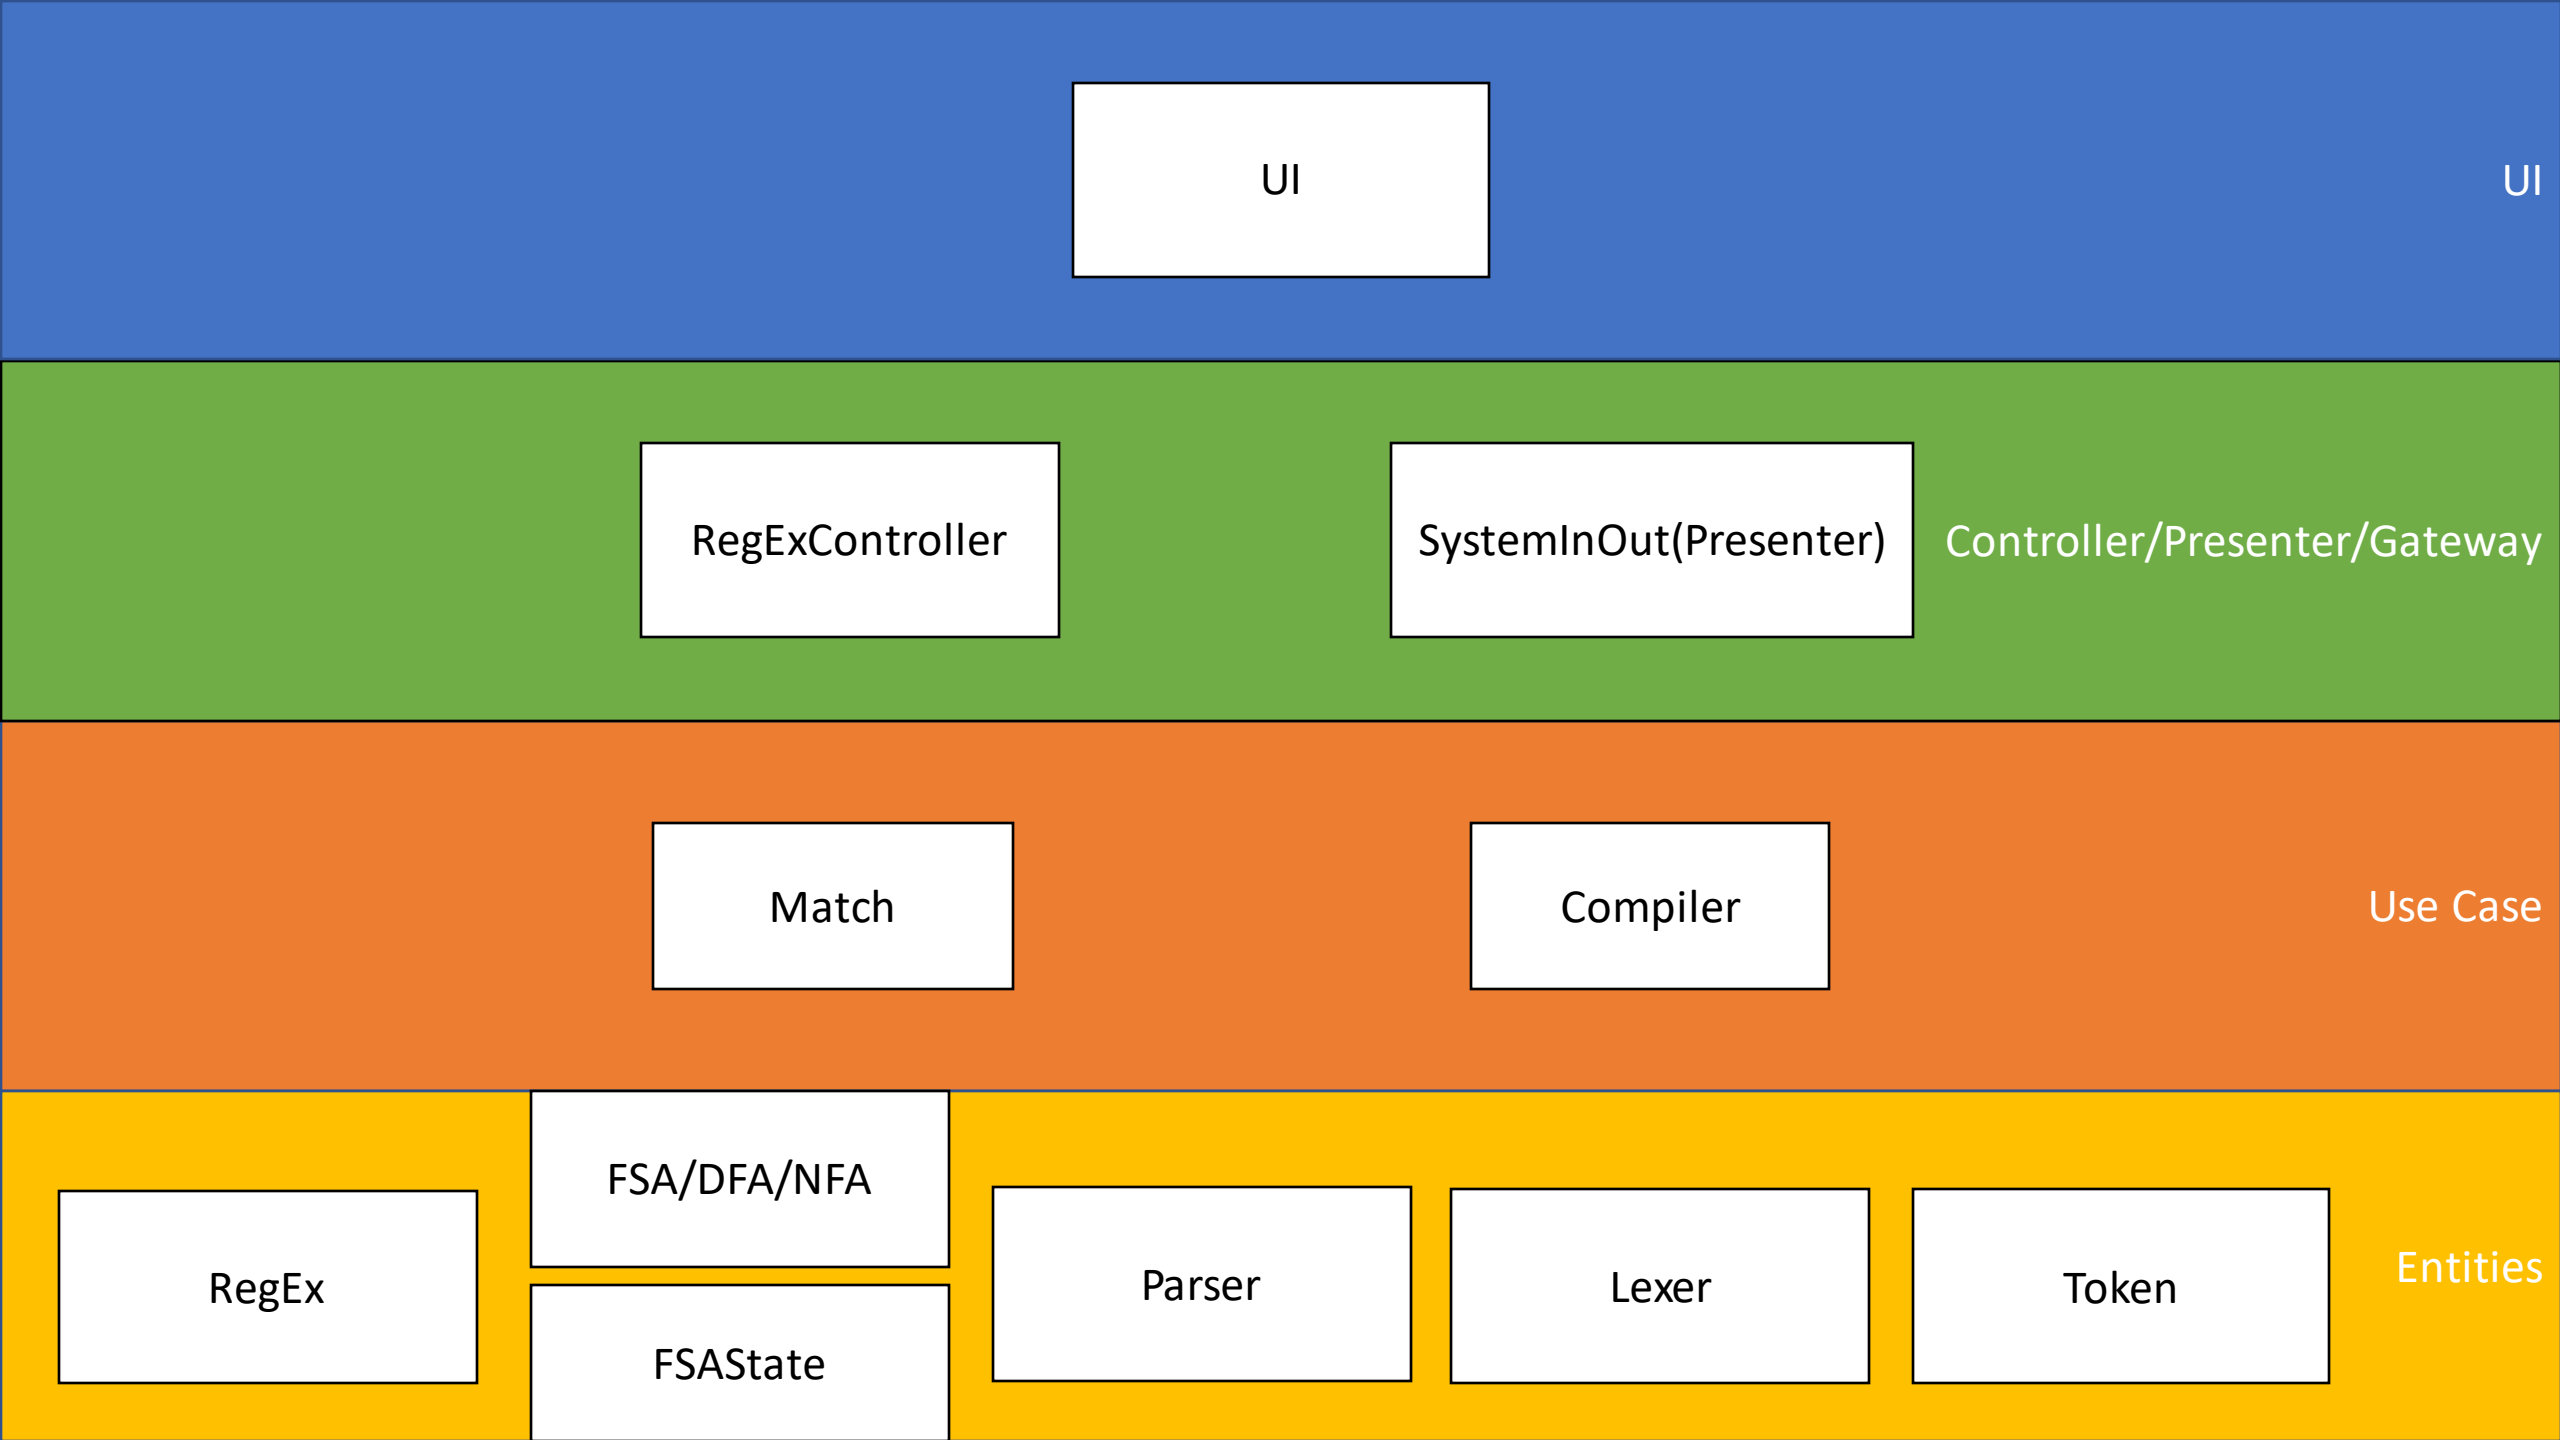 UI
UI
RegExController
SystemInOut(Presenter)
Controller/Presenter/Gateway
Match
Compiler
Use Case
RegEx
FSA/DFA/NFA
FSAState
Parser
Lexer
Token
Entities